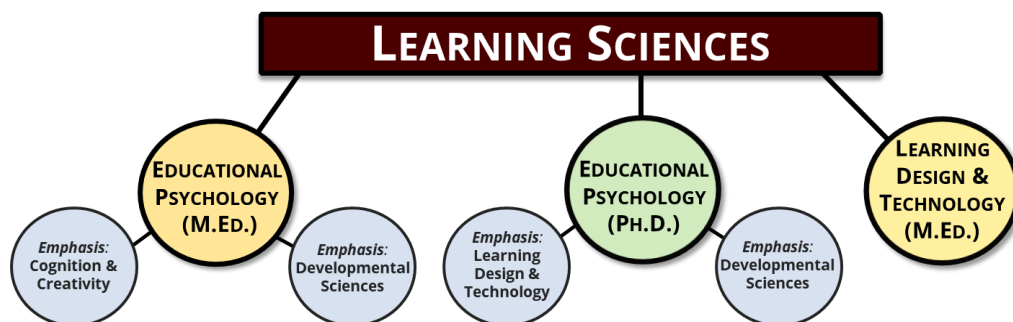 LEARNING SCIENCES
EDUCATIONAL
PSYCHOLOGY
(M.ED.)
Emphasis:
Cognition &
Creativity
Emphasis:
Developmental
Sciences
EDUCATIONAL
PSYCHOLOGY
(PH.D.)
Emphasis:
Learning
Design &
Technology
Emphasis:
Developmental
Sciences
LEARNING
DESIGN &
TECHNOLOGY
(M.ED.)